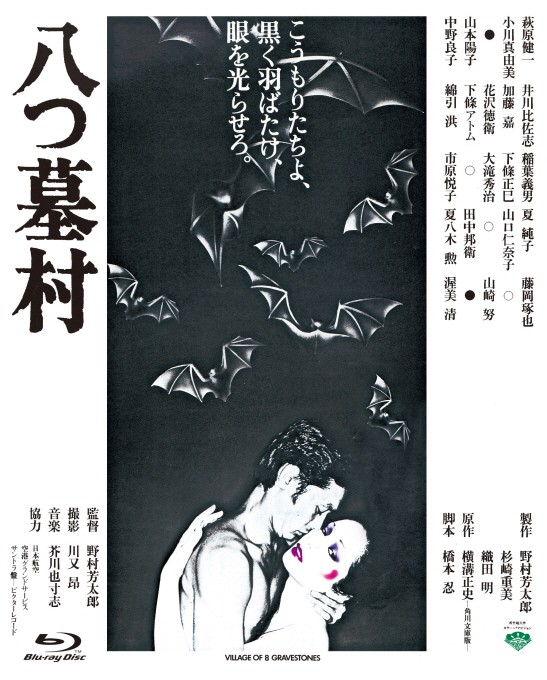 萩原健一 井川比佐志 稲葉義男 夏 純子 藤岡琢也
小川真由美 加藤 嘉 下條正巳 山口仁奈子 ○
● 花沢徳衛 大滝秀治 ○ 山﨑 努
山本陽子 下條アトム ○ 田中邦衛 ●
中野良子 綿引 洪 市原悦子 夏八木 勲 渥美 清
こうもりたちよ、
黒く羽ばたけ、
眼を光らせろ。
八つ墓村
製作 野村芳太郎
杉崎重美
織田 明
原作 横溝正史―角川文庫版―
脚本 橋本 忍
監督 野村芳太郎
撮影 川又 昂
音楽 芥川也寸志
協力 日本航空
空港グランドサービス
サントラ盤―ビクターレコード
Blu-ray Disc™
VILLAGE OF 8 GRAVESTONES